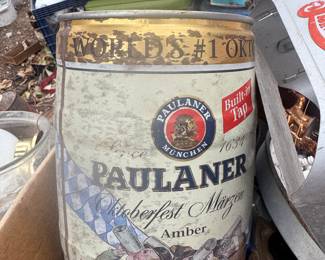 WORLD'S #1 OKT
Built-in
Tap
PAULANER
MÜNCHEN
1634
PAULANER
Oktoberfest Märzen
Amber